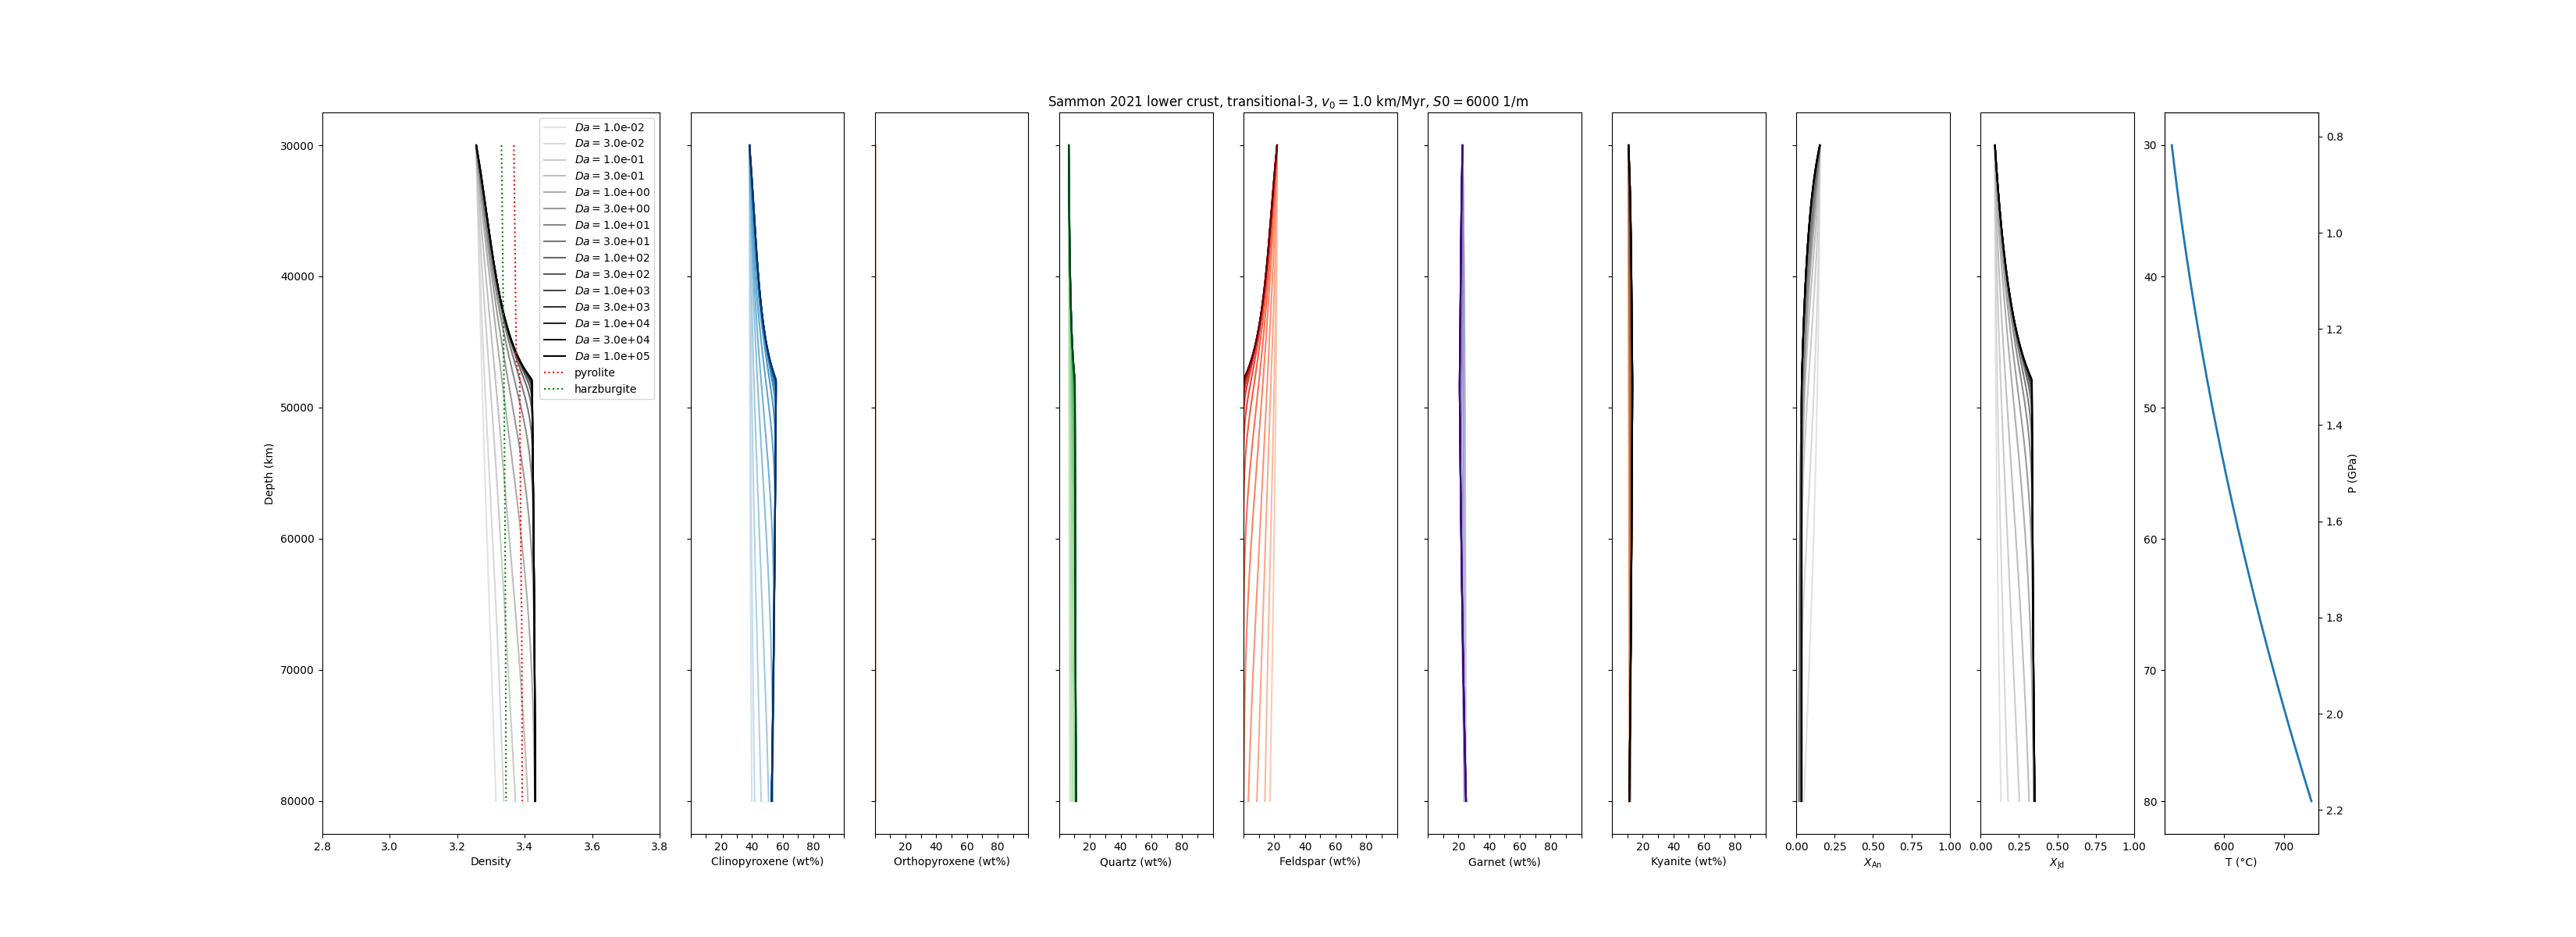 Sammon 2021 lower crust, transitional-3, v₀ = 1.0 km/Myr, S0 = 6000 1/m
Da = 1.0e-02
Da = 3.0e-02
Da = 1.0e-01
Da = 3.0e-01
Da = 1.0e+00
Da = 3.0e+00
Da = 1.0e+01
Da = 3.0e+01
Da = 1.0e+02
Da = 3.0e+02
Da = 1.0e+03
Da = 3.0e+03
Da = 1.0e+04
Da = 3.0e+04
Da = 1.0e+05
pyrolite
harzburgite
Depth (km)
30000
40000
50000
60000
70000
80000
2.8 3.0 3.2 3.4 3.6 3.8
Density
20 40 60 80
Clinopyroxene (wt%)
20 40 60 80
Orthopyroxene (wt%)
20 40 60 80
Quartz (wt%)
20 40 60 80
Feldspar (wt%)
20 40 60 80
Garnet (wt%)
20 40 60 80
Kyanite (wt%)
0.00 0.25 0.50 0.75 1.00
X_An
0.00 0.25 0.50 0.75 1.00
X_Jd
30
40
50
60
70
80
600 700
T (°C)
0.8
1.0
1.2
1.4
1.6
1.8
2.0
2.2
P (GPa)